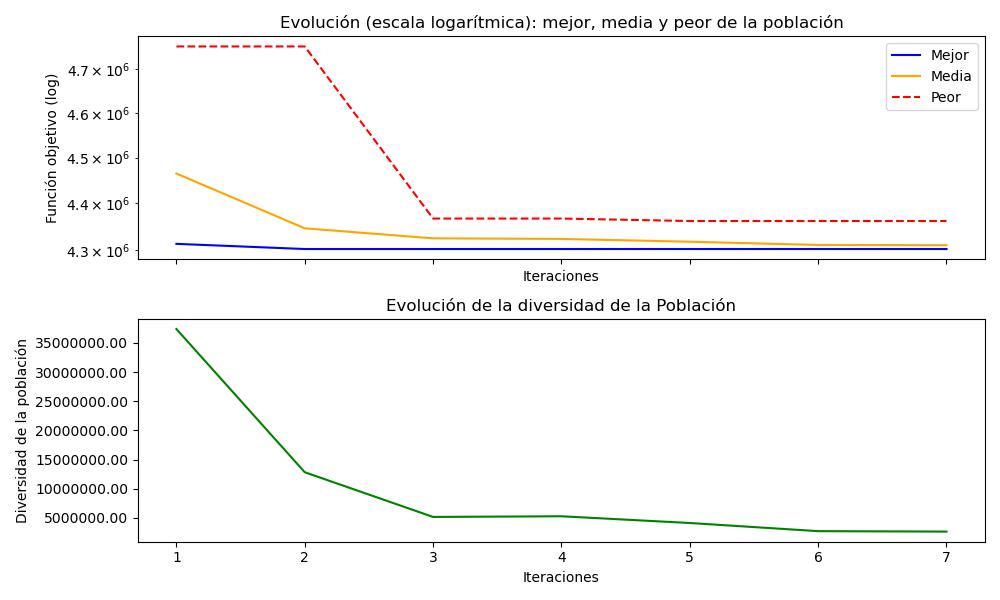 Evolución (escala logarítmica): mejor, media y peor de la población
Función objetivo (log)
4.7 × 10⁶
4.6 × 10⁶
4.5 × 10⁶
4.4 × 10⁶
4.3 × 10⁶
Mejor
Media
Peor
Iteraciones
Evolución de la diversidad de la Población
Diversidad de la población
35000000.00
30000000.00
25000000.00
20000000.00
15000000.00
10000000.00
5000000.00
1 2 3 4 5 6 7
Iteraciones